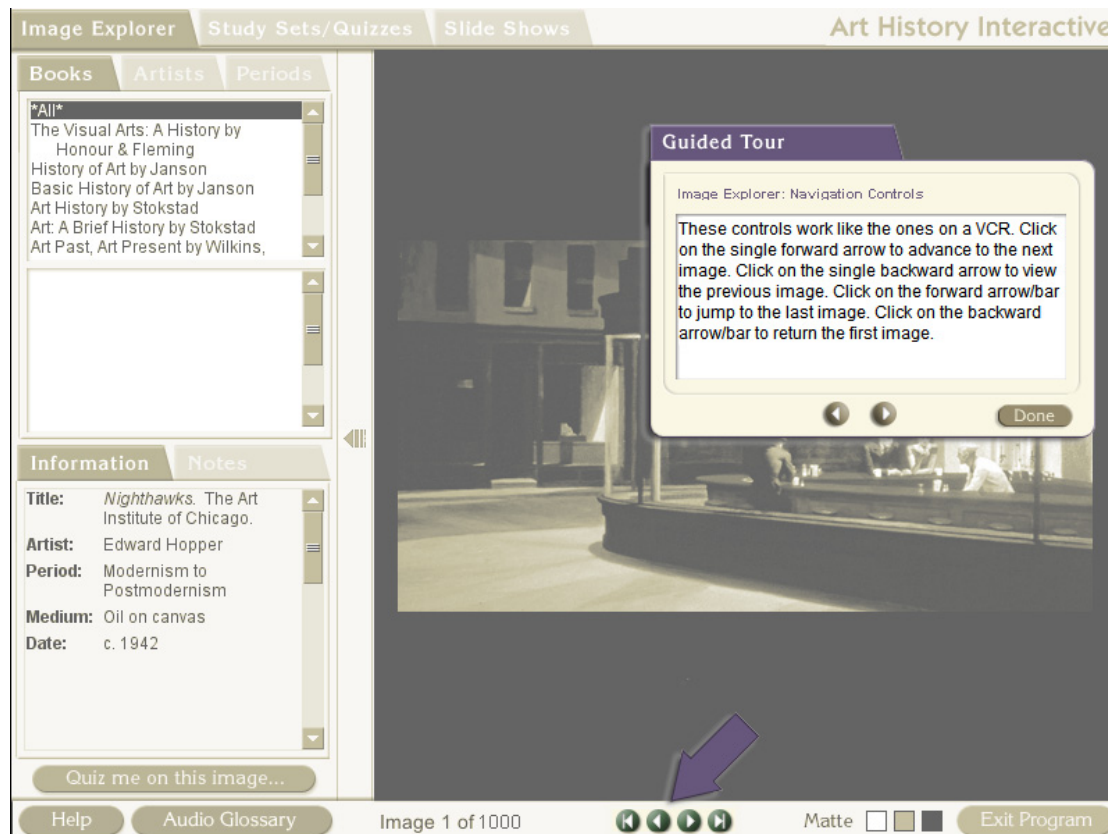 Image Explorer
Study Sets/Quizzes
Slide Shows
Art History Interactive
Books
Artists
Periods
*All*
The Visual Arts: A History by
Honour & Fleming
History of Art by Janson
Basic History of Art by Janson
Art History by Stokstad
Art: A Brief History by Stokstad
Art Past, Art Present by Wilkins,
Guided Tour
Image Explorer: Navigation Controls
These controls work like the ones on a VCR. Click
on the single forward arrow to advance to the next
image. Click on the single backward arrow to view
the previous image. Click on the forward arrow/bar
to jump to the last image. Click on the backward
arrow/bar to return the first image.
Done
Information
Notes
Title: Nighthawks. The Art
Institute of Chicago.
Artist: Edward Hopper
Period: Modernism to
Postmodernism
Medium: Oil on canvas
Date: c. 1942
Quiz me on this image...
Help
Audio Glossary
Image 1 of 1000
Matte
Exit Program